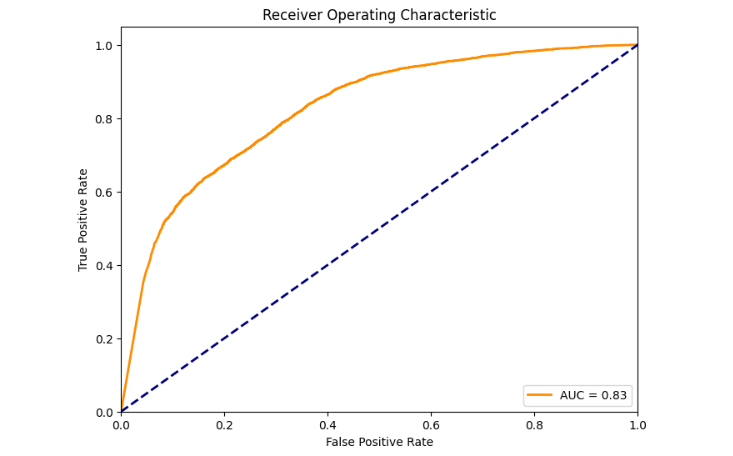 Receiver Operating Characteristic
True Positive Rate
1.0
0.8
0.6
0.4
0.2
0.0
0.0 0.2 0.4 0.6 0.8 1.0
False Positive Rate
AUC = 0.83